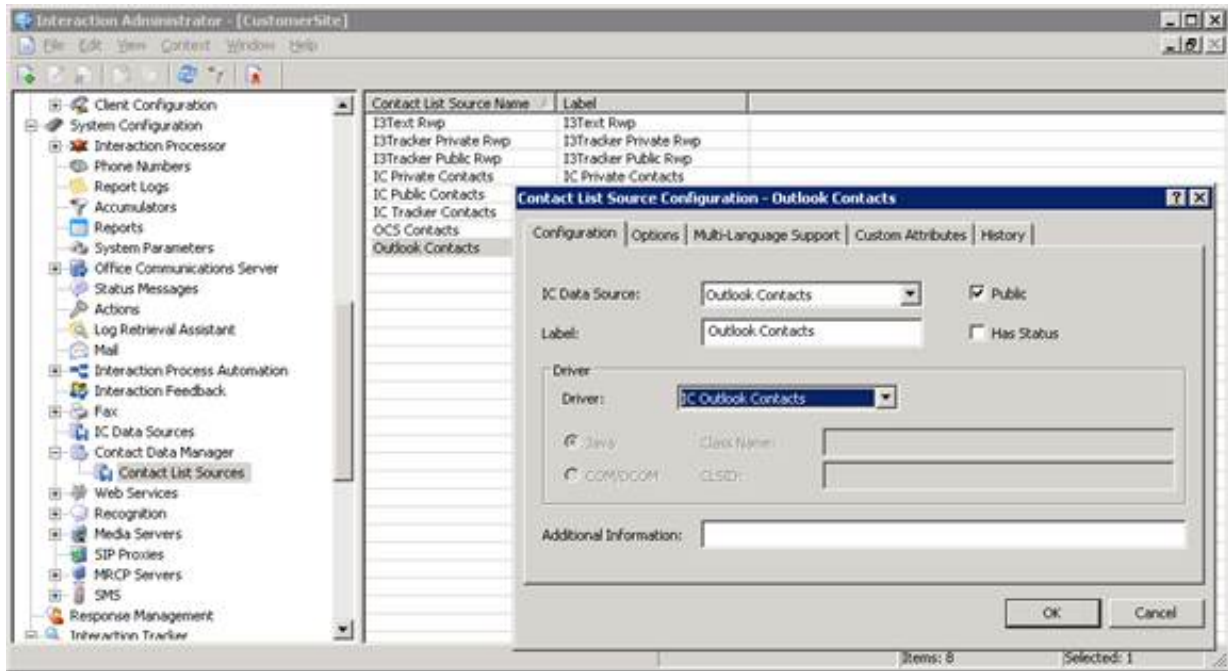 Interaction Administrator - [CustomerSite]
File Edit View Context Window Help
Client Configuration
System Configuration
Interaction Processor
Phone Numbers
Report Logs
Accumulators
Reports
System Parameters
Office Communications Server
Status Messages
Actions
Log Retrieval Assistant
Mail
Interaction Process Automation
Interaction Feedback
Fax
IC Data Sources
Contact Data Manager
Contact List Sources
Web Services
Recognition
Media Servers
SIP Proxies
MRCP Servers
SMS
Response Management
Interaction Tracker
Contact List Source Name Label
I3Text Rwp I3Text Rwp
I3Tracker Private Rwp I3Tracker Private Rwp
I3Tracker Public Rwp I3Tracker Public Rwp
IC Private Contacts IC Private Contacts
IC Public Contacts
IC Tracker Contacts
OCS Contacts
Outlook Contacts
Contact List Source Configuration - Outlook Contacts
Configuration Options Multi-Language Support Custom Attributes History
IC Data Source: Outlook Contacts Public
Label: Outlook Contacts Has Status
Driver
Driver: IC Outlook Contacts
Java Class Name:
COM/DCOM CLSID:
Additional Information:
OK Cancel
Items: 8 Selected: 1